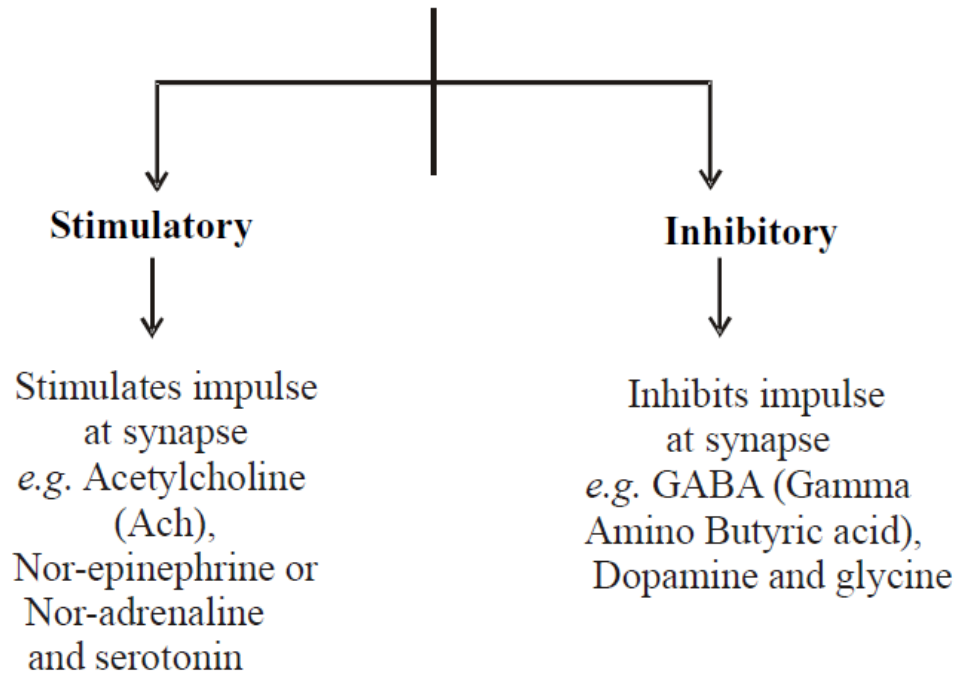 Stimulatory
Stimulates impulse
at synapse
e.g. Acetylcholine
(Ach),
Nor-epinephrine or
Nor-adrenaline
and serotonin
Inhibitory
Inhibits impulse
at synapse
e.g. GABA (Gamma
Amino Butyric acid),
Dopamine and glycine